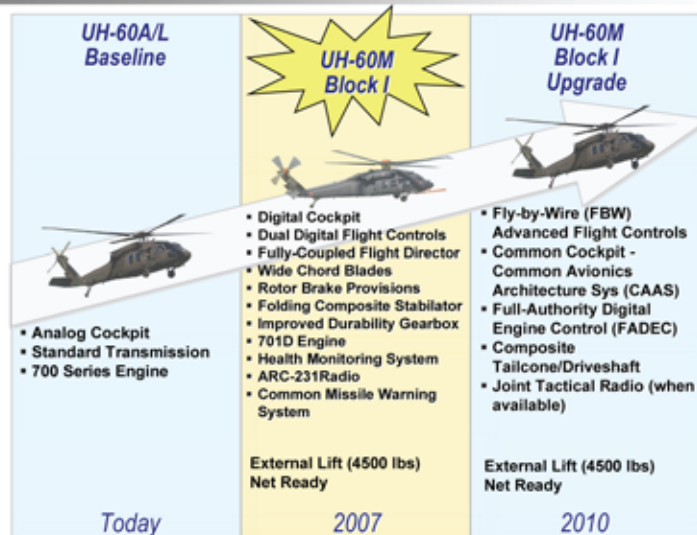 UH-60A/L
Baseline
▪ Analog Cockpit
▪ Standard Transmission
▪ 700 Series Engine
Today
UH-60M
Block I
▪ Digital Cockpit
▪ Dual Digital Flight Controls
▪ Fully-Coupled Flight Director
▪ Wide Chord Blades
▪ Rotor Brake Provisions
▪ Folding Composite Stabilator
▪ Improved Durability Gearbox
▪ 701D Engine
▪ Health Monitoring System
▪ ARC-231Radio
▪ Common Missile Warning
System
External Lift (4500 lbs)
Net Ready
2007
UH-60M
Block I
Upgrade
▪ Fly-by-Wire (FBW)
Advanced Flight Controls
▪ Common Cockpit -
Common Avionics
Architecture Sys (CAAS)
▪ Full-Authority Digital
Engine Control (FADEC)
▪ Composite
Tailcone/Driveshaft
▪ Joint Tactical Radio (when
available)
External Lift (4500 lbs)
Net Ready
2010